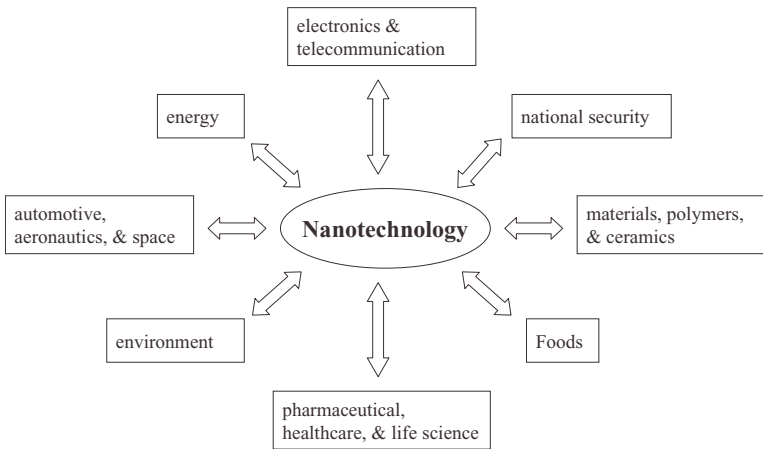 electronics &
telecommunication
energy
national security
automotive,
aeronautics, & space
Nanotechnology
materials, polymers,
& ceramics
environment
Foods
pharmaceutical,
healthcare, & life science